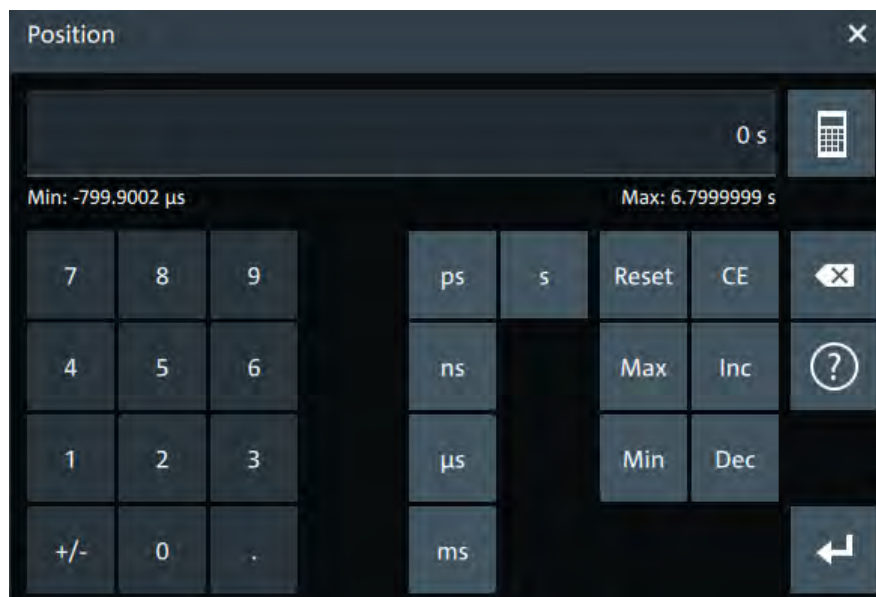 Position
0 s
Min: -799.9002 µs Max: 6.7999999 s
7 8 9 ps s Reset CE
4 5 6 ns Max Inc ?
1 2 3 µs Min Dec
+/- 0 . ms